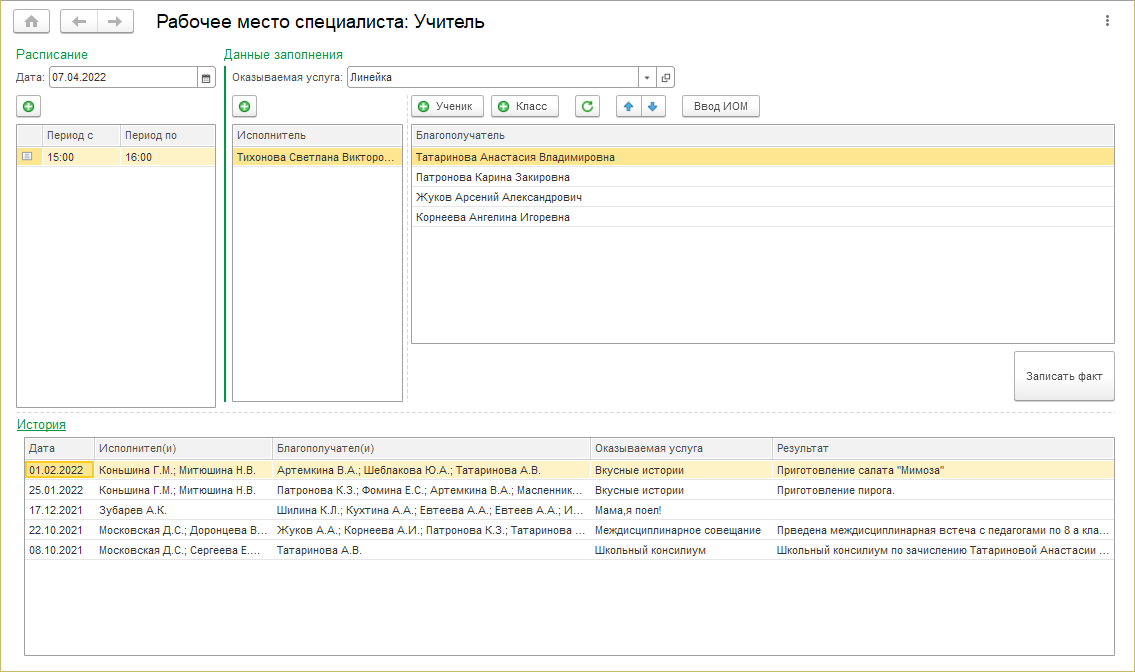 Рабочее место специалиста: Учитель
Расписание
Дата: 07.04.2022
Период с Период по
15:00 16:00
Данные заполнения
Оказываемая услуга: Линейка
Ученик Класс Ввод ИОМ
Исполнитель
Тихонова Светлана Викторо...
Благополучатель
Татаринова Анастасия Владимировна
Патронова Карина Закировна
Жуков Арсений Александрович
Корнеева Ангелина Игоревна
Записать факт
История
Дата Исполнител(и) Благополучател(и) Оказываемая услуга Результат
01.02.2022 Коньшина Г.М.; Митюшина Н.В. Артемкина В.А.; Шеблакова Ю.А.; Татаринова А.В. Вкусные истории Приготовление салата "Мимоза"
25.01.2022 Коньшина Г.М.; Митюшина Н.В. Патронова К.З.; Фомина Е.С.; Артемкина В.А.; Масленник... Вкусные истории Приготовление пирога.
17.12.2021 Зубарев А.К. Шилина К.Л.; Кухтина А.А.; Евтеева А.А.; Евтеев А.А.; И... Мама,я поел!
22.10.2021 Московская Д.С.; Доронцева В... Жуков А.А.; Корнеева А.И.; Патронова К.З.; Татаринова ... Междисциплинарное совещание Прведена междисциплинарная встеча с педагогами по 8 а кла...
08.10.2021 Московская Д.С.; Сергеева Е.... Татаринова А.В. Школьный консилиум Школьный консилиум по зачислению Татариновой Анастасии ...